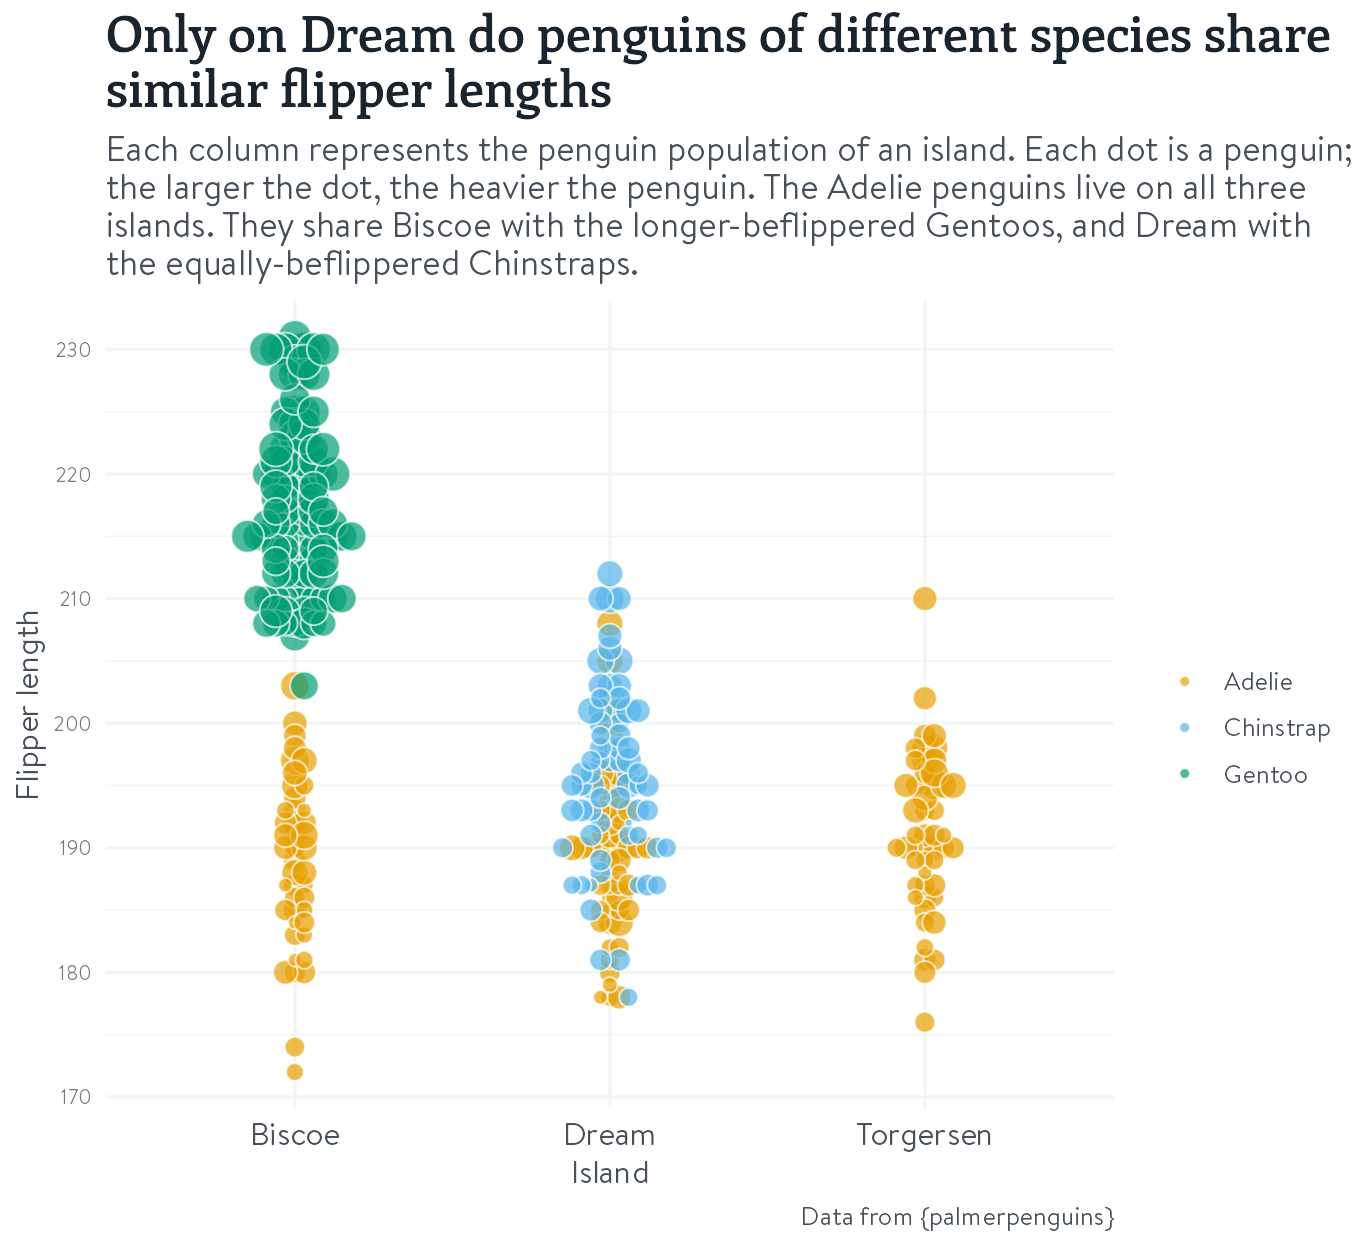 Only on Dream do penguins of different species share
similar flipper lengths
Each column represents the penguin population of an island. Each dot is a penguin;
the larger the dot, the heavier the penguin. The Adelie penguins live on all three
islands. They share Biscoe with the longer-beflippered Gentoos, and Dream with
the equally-beflippered Chinstraps.
Flipper length
230
220
210
200
190
180
170
Biscoe
Dream
Torgersen
Island
Adelie
Chinstrap
Gentoo
Data from {palmerpenguins}